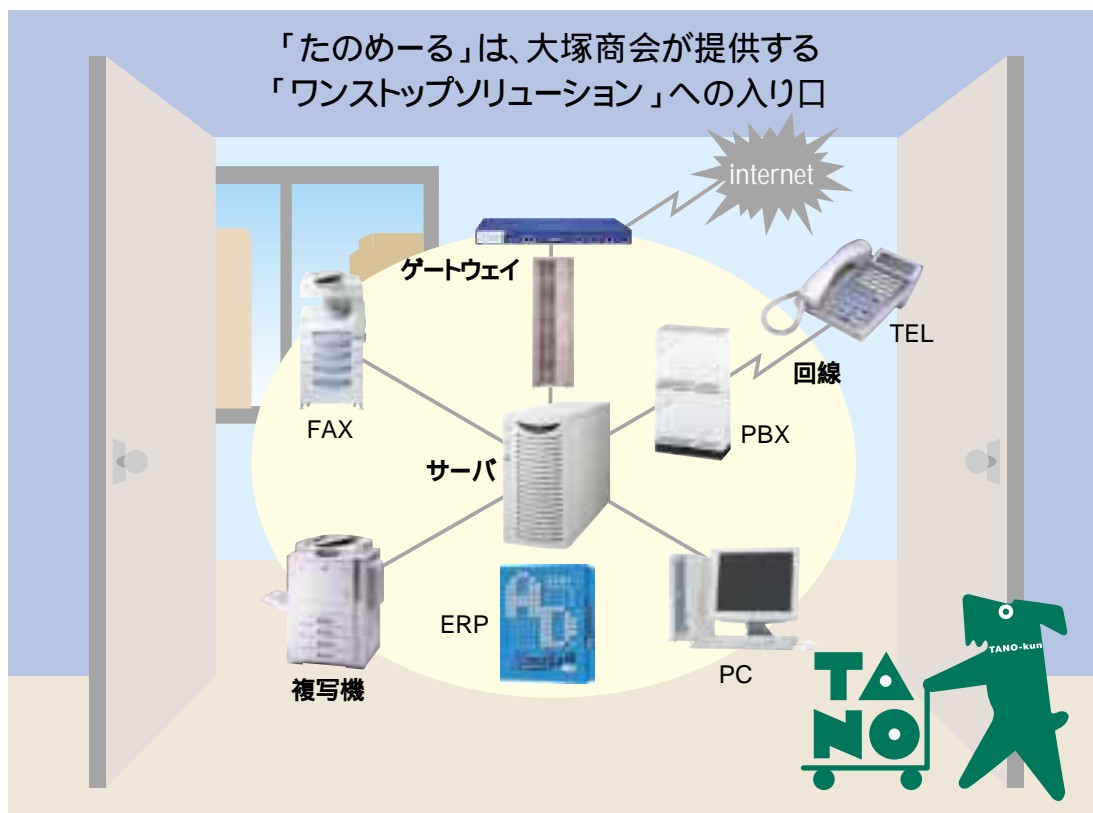 「たのめーる」は、大塚商会が提供する
「ワンストップソリューション」への入り口
internet
ゲートウェイ
TEL
回線
FAX
PBX
サーバ
ERP
PC
複写機
TANO-kun
TA
NO